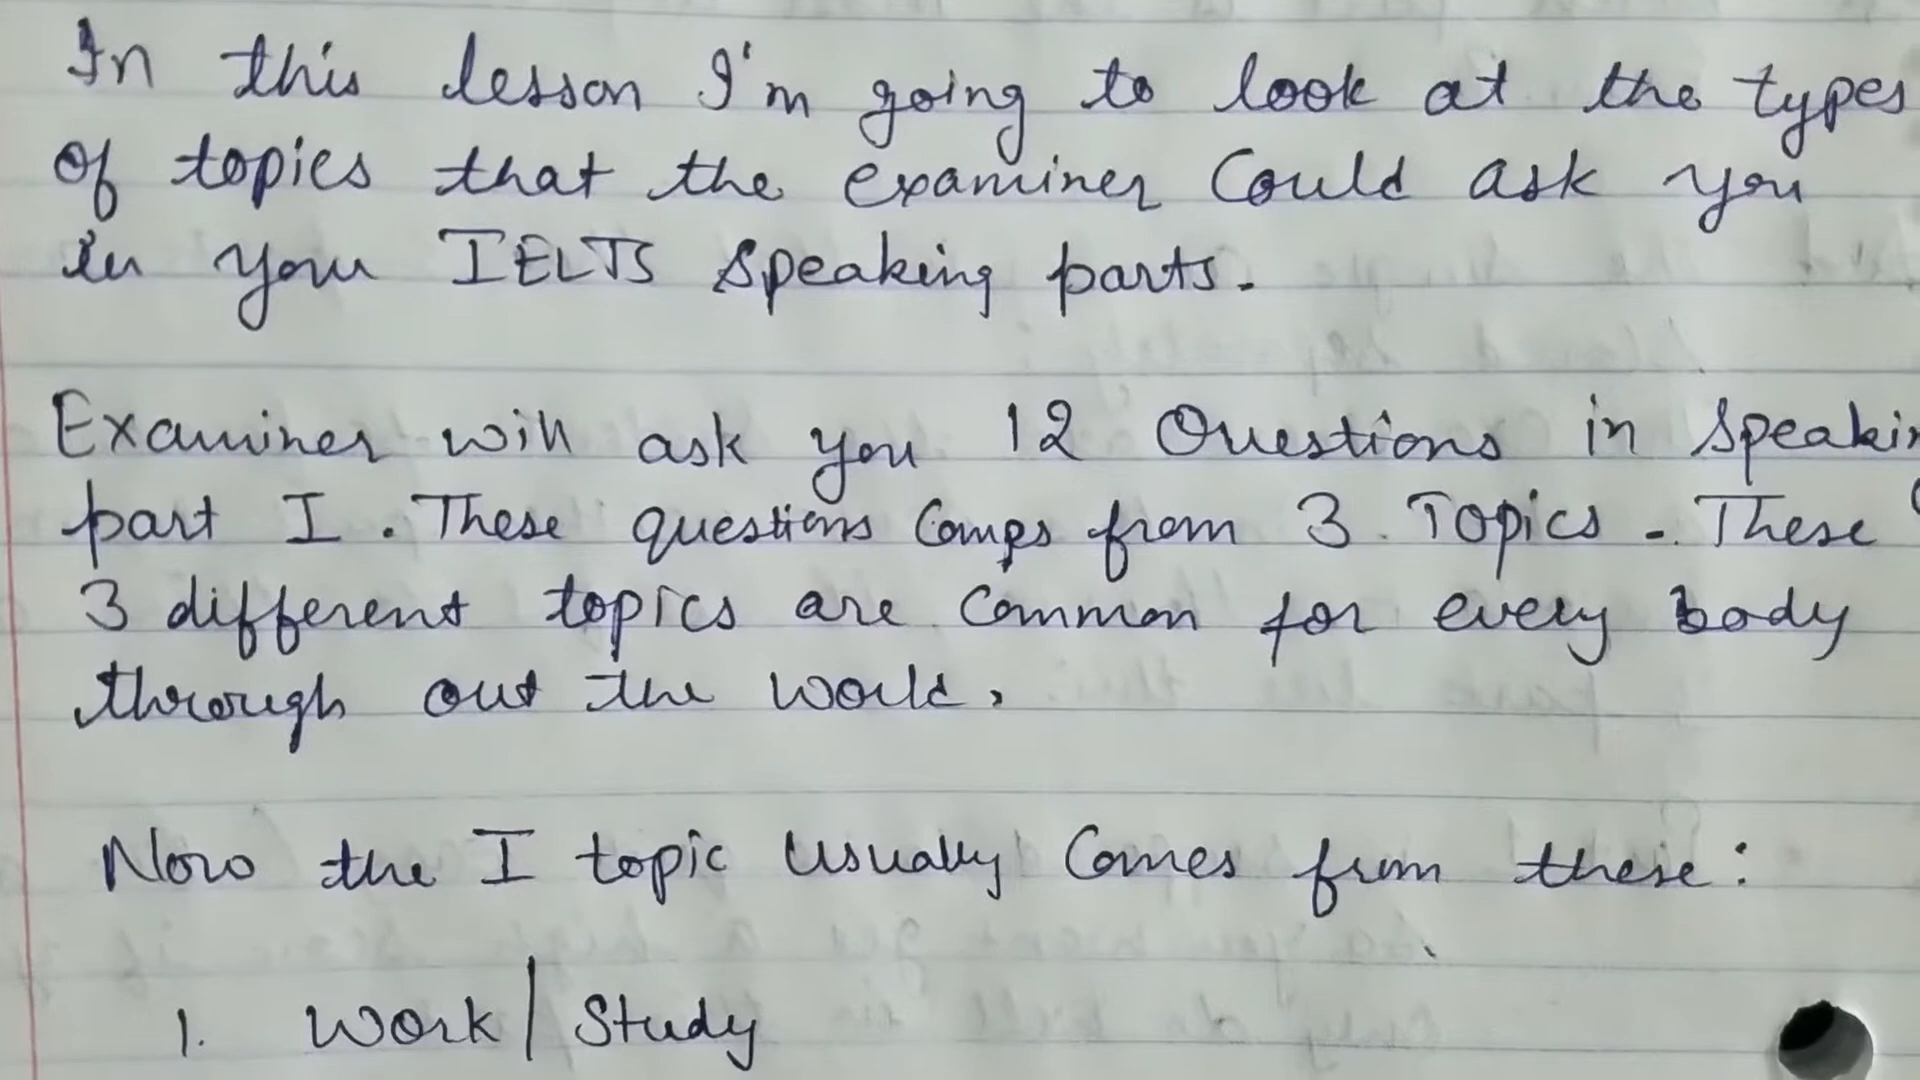 In this lesson I'm going to look at the types
of topics that the examiner Could ask you
in your IELTS Speaking parts.
Examiner will ask you 12 Questions in Speakin
part I. These questions Comes from 3 Topics. These
3 different topics are Common for every body
through out the world.
Now the I topic usually Comes from these:
1. Work/Study